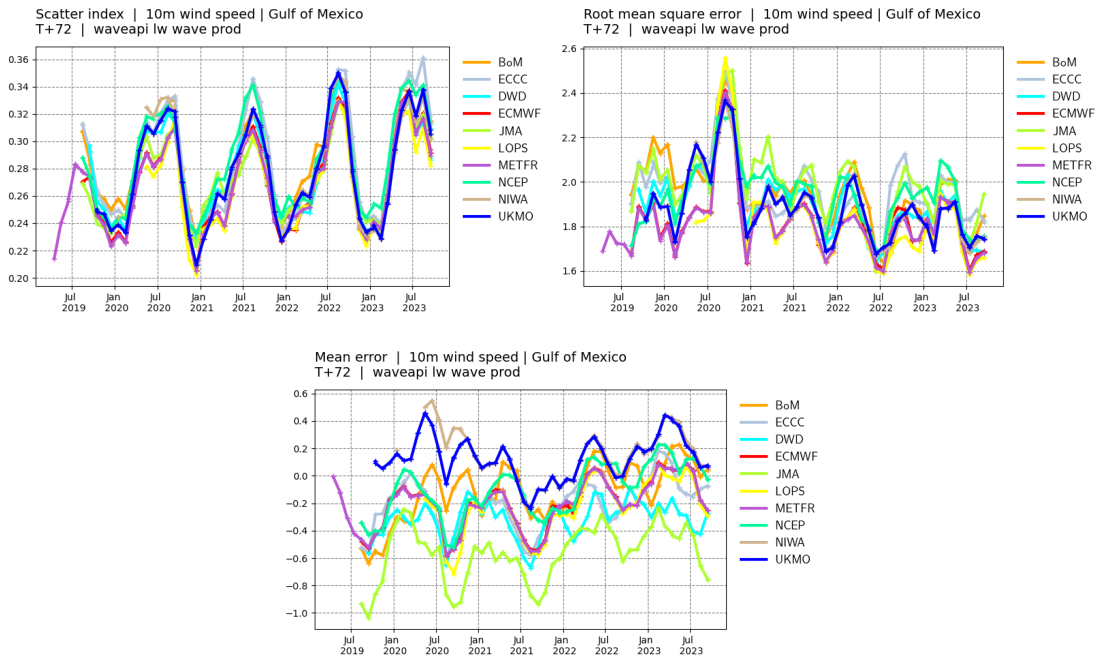 Scatter index | 10m wind speed | Gulf of Mexico
T+72 | waveapi lw wave prod
0.36
0.34
0.32
0.30
0.28
0.26
0.24
0.22
0.20
Jul 2019
Jan 2020
Jul 2020
Jan 2021
Jul 2021
Jan 2022
Jul 2022
Jan 2023
Jul 2023
BoM
ECCC
DWD
ECMWF
JMA
LOPS
METFR
NCEP
NIWA
UKMO
Root mean square error | 10m wind speed | Gulf of Mexico
T+72 | waveapi lw wave prod
2.6
2.4
2.2
2.0
1.8
1.6
Jul 2019
Jan 2020
Jul 2020
Jan 2021
Jul 2021
Jan 2022
Jul 2022
Jan 2023
Jul 2023
BoM
ECCC
DWD
ECMWF
JMA
LOPS
METFR
NCEP
NIWA
UKMO
Mean error | 10m wind speed | Gulf of Mexico
T+72 | waveapi lw wave prod
0.6
0.4
0.2
0.0
−0.2
−0.4
−0.6
−0.8
−1.0
Jul 2019
Jan 2020
Jul 2020
Jan 2021
Jul 2021
Jan 2022
Jul 2022
Jan 2023
Jul 2023
BoM
ECCC
DWD
ECMWF
JMA
LOPS
METFR
NCEP
NIWA
UKMO